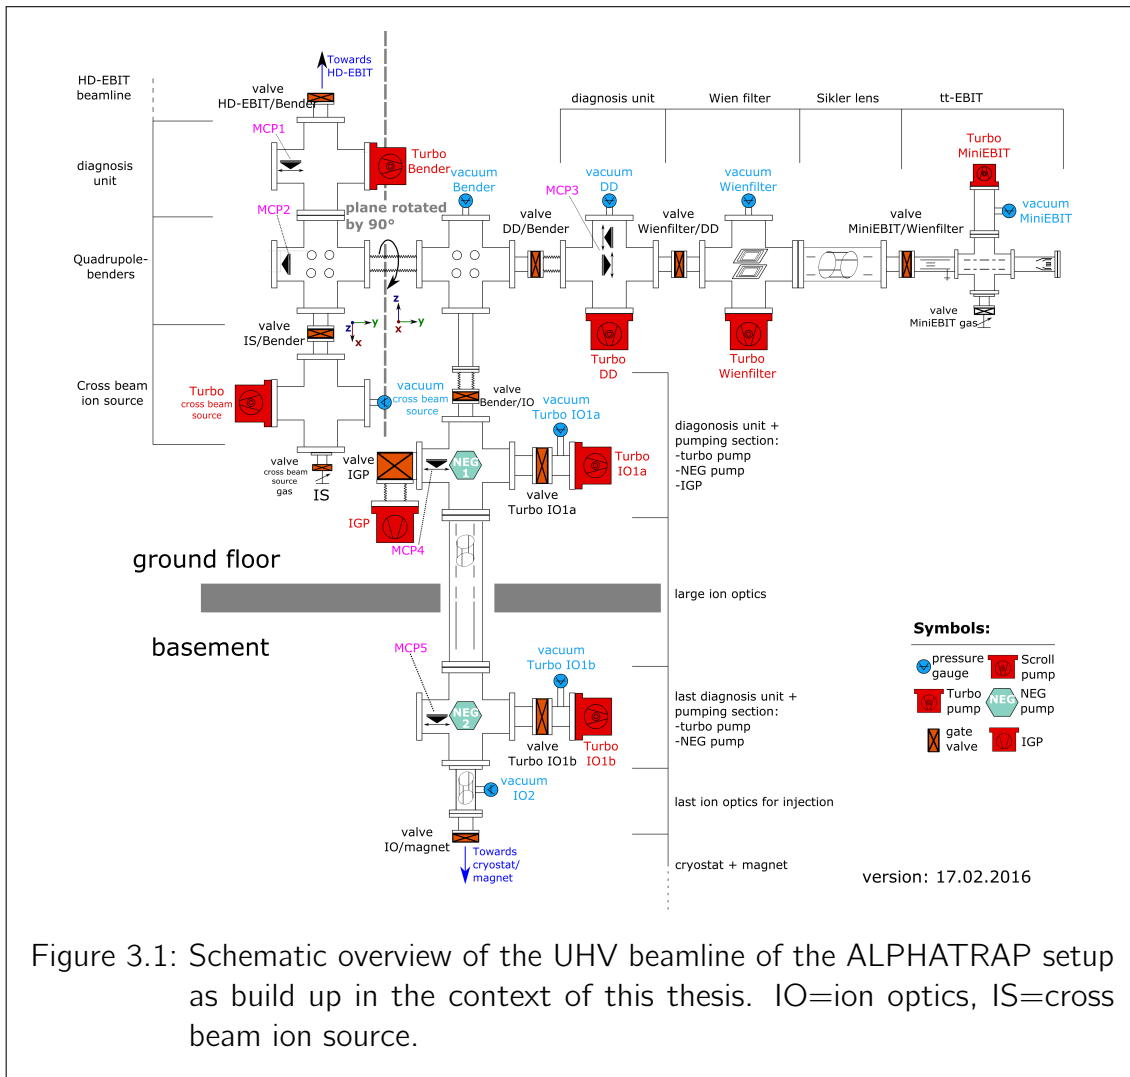 Towards
HD-EBIT
HD-EBIT
beamline
valve
HD-EBIT/Bender
diagnosis unit
Wien filter
Sikler lens
tt-EBIT
MCP1
Turbo
Bender
Turbo
MiniEBIT
diagnosis
unit
vacuum
Bender
vacuum
DD
MCP3
vacuum
Wienfilter
vacuum
MiniEBIT
MCP2
plane rotated
by 90°
valve
DD/Bender
valve
Wienfilter/DD
valve
MiniEBIT/Wienfilter
Quadrupole-
benders
z
y
x
z
y
x
valve
IS/Bender
valve
MiniEBIT gas
Turbo
DD
Turbo
Wienfilter
Cross beam
ion source
Turbo
cross beam
source
vacuum
cross beam
source
valve
Bender/IO
vacuum
Turbo IO1a
diagonosis unit +
pumping section:
-turbo pump
-NEG pump
-IGP
valve
cross beam
source
gas
IS
valve
IGP
NEG
1
Turbo
IO1a
valve
Turbo IO1a
IGP
MCP4
ground floor
large ion optics
basement
MCP5
vacuum
Turbo IO1b
Symbols:
pressure
gauge
Scroll
pump
Turbo
pump
NEG
NEG
pump
gate
valve
IGP
NEG
2
last diagnosis unit +
pumping section:
-turbo pump
-NEG pump
valve
Turbo IO1b
Turbo
IO1b
vacuum
IO2
last ion optics for injection
valve
IO/magnet
Towards
cryostat/
magnet
cryostat + magnet
version: 17.02.2016
Figure 3.1: Schematic overview of the UHV beamline of the ALPHATRAP setup
as build up in the context of this thesis. IO=ion optics, IS=cross
beam ion source.